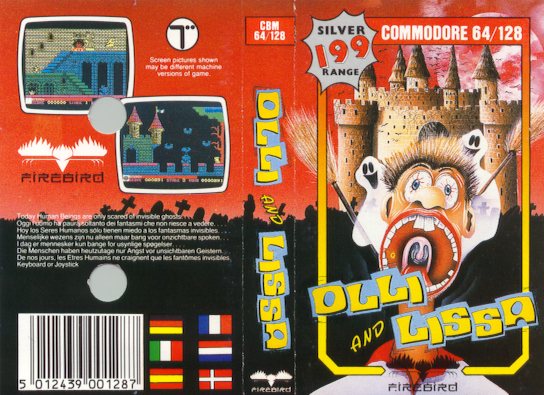 Screen pictures shown
may be different machine
versions of game.
FIREBIRD
Today Human Beings are only scared of invisible ghosts!
Oggi l'uomo ha paura soltanto dei fantasmi che non riesce a vedere.
Hoy los Seres Humanos sólo tienen miedo a los fantasmas invisibles.
Menselijke wezens zijn nu alleen maar bang voor onzichtbare spoken.
I dag er mennesker kun bange for usynlige spøgelser
Die Menschen haben heutzutage nur Angst vor unsichtbaren Geistern.
De nos jours, les Etres Humains ne craignent que les fantômes invisibles.
Keyboard or Joystick
5 012439 001287
CBM
64/128
OLLI
AND
LISSA
SILVER
199
RANGE
COMMODORE 64/128
OLLI
AND LISSA
FIREBIRD